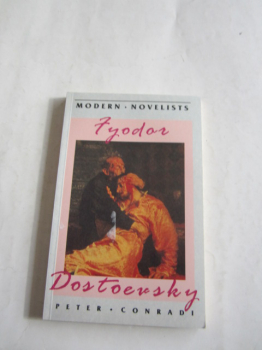 MODERN · NOVELISTS
Fyodor
Dostoevsky
PETER · CONRADI